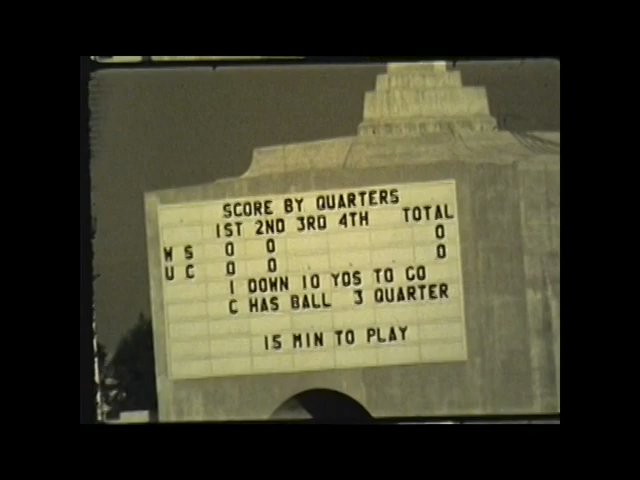 SCORE BY QUARTERS
1ST 2ND 3RD 4TH TOTAL
W S 0 0 0
U C 0 0 0
1 DOWN 10 YDS TO GO
C HAS BALL 3 QUARTER
15 MIN TO PLAY